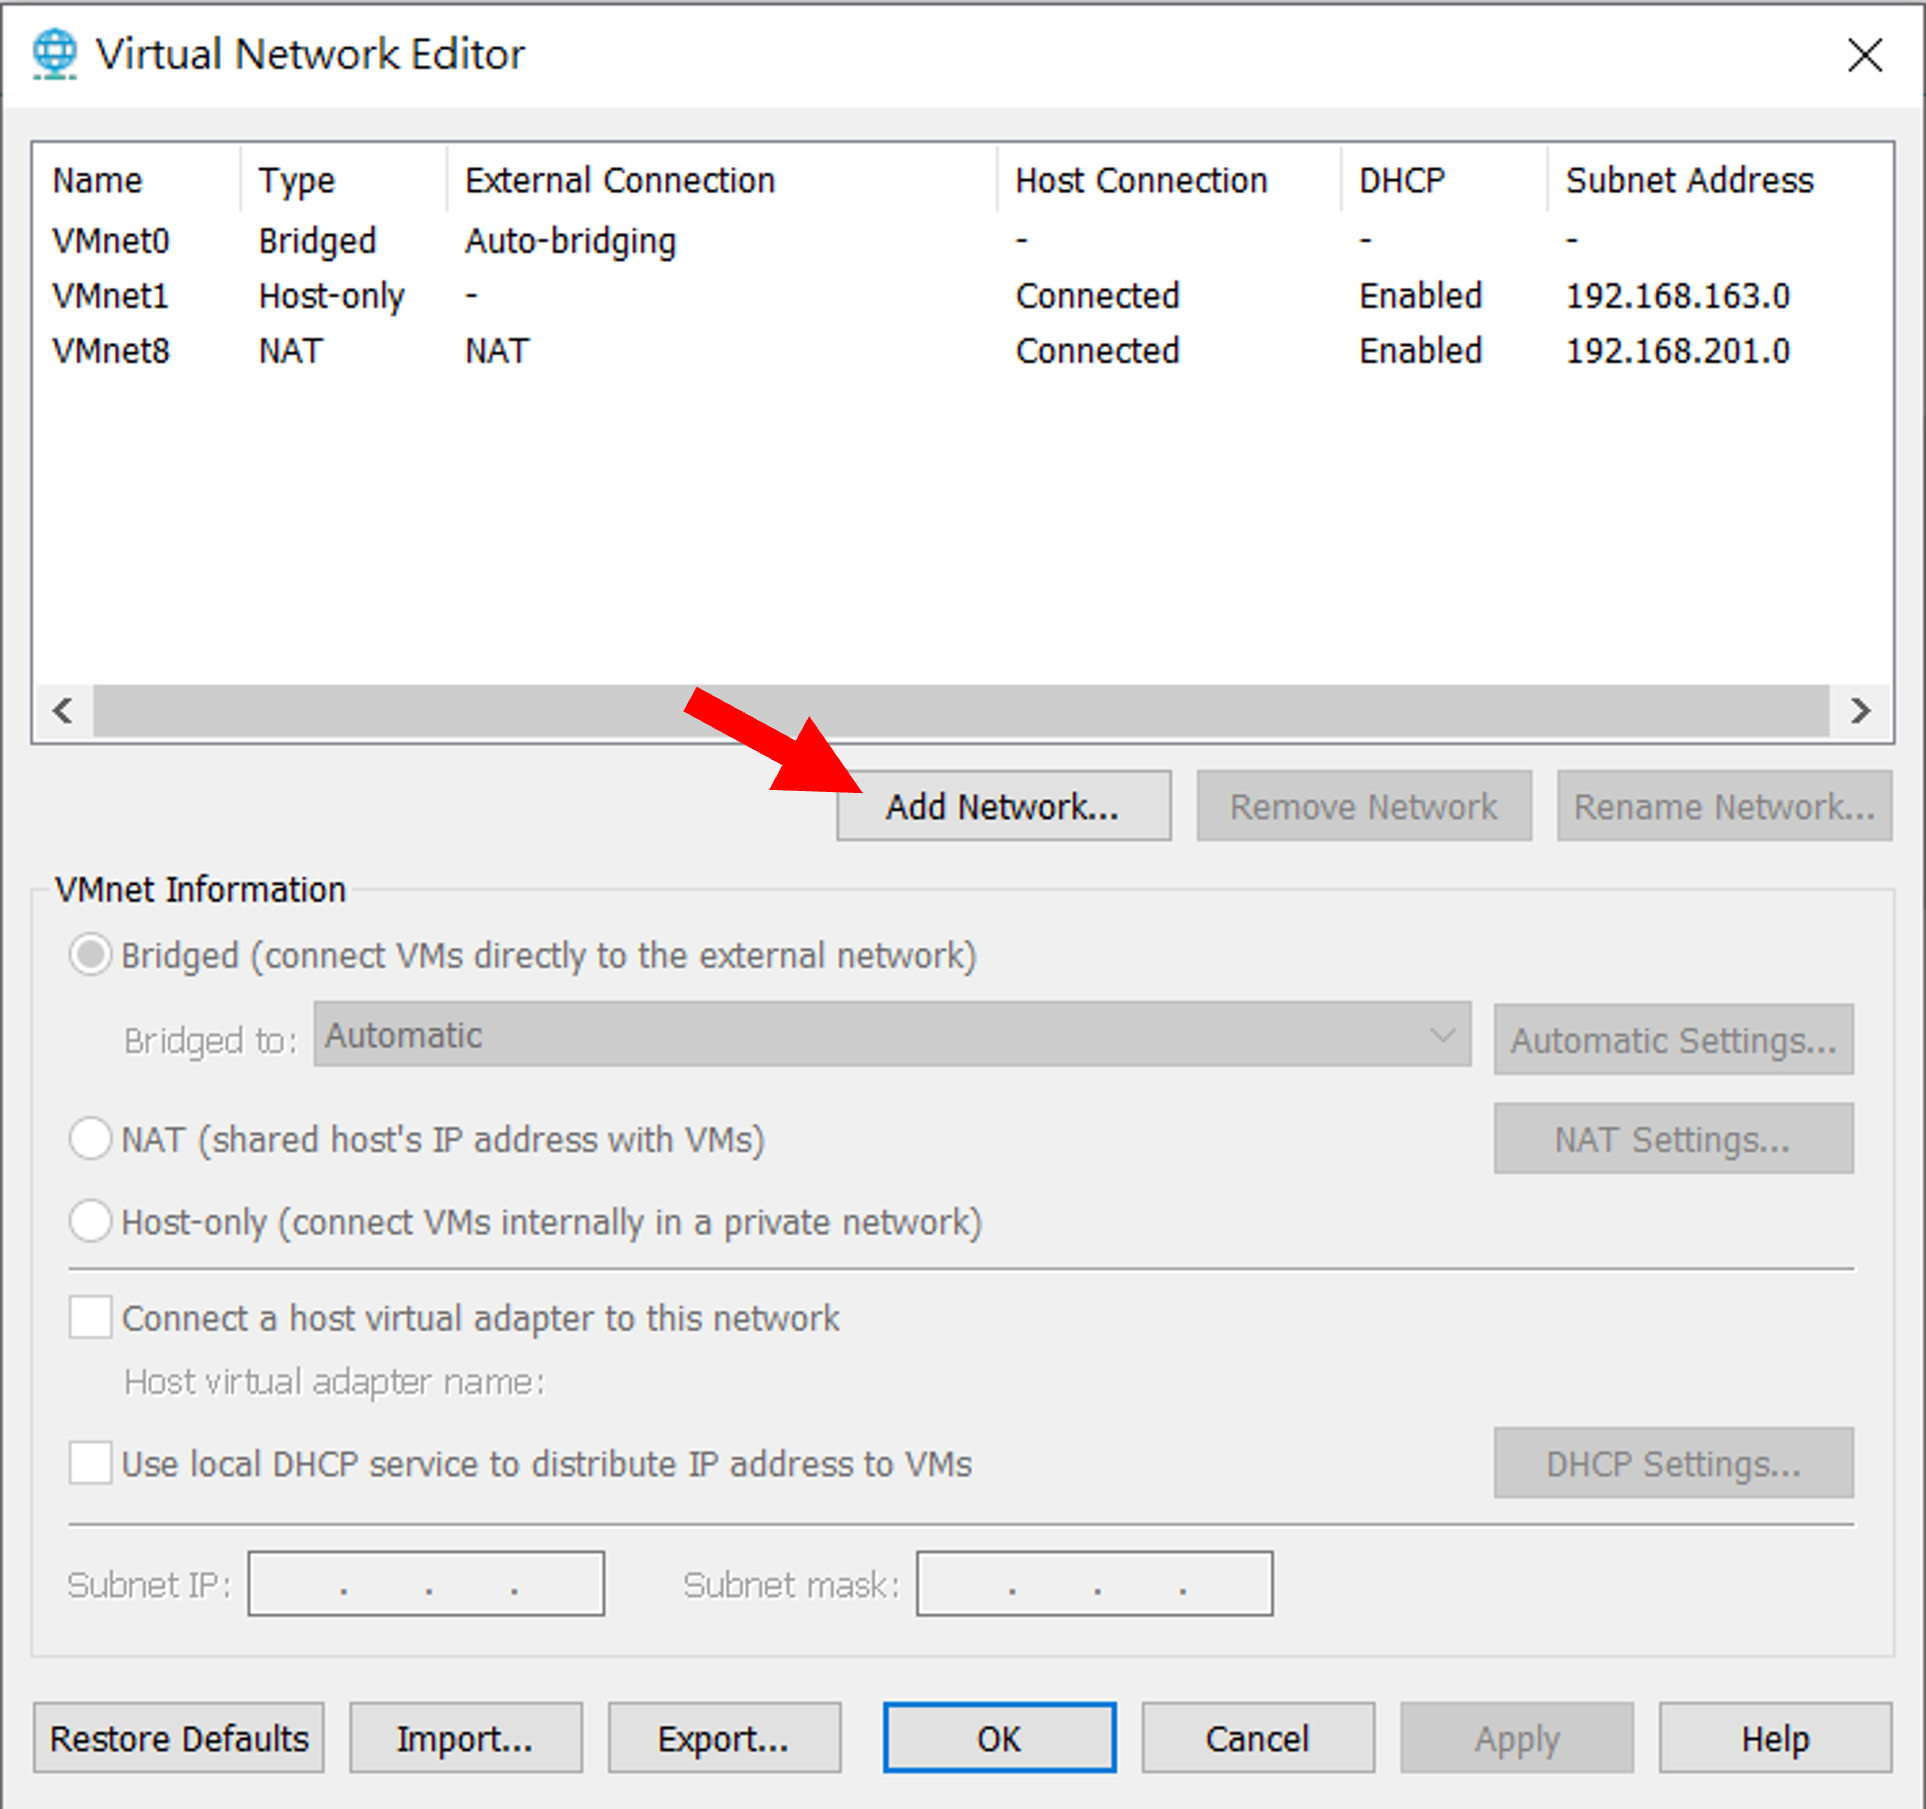 Virtual Network Editor
Name Type External Connection Host Connection DHCP Subnet Address
VMnet0 Bridged Auto-bridging - - -
VMnet1 Host-only - Connected Enabled 192.168.163.0
VMnet8 NAT NAT Connected Enabled 192.168.201.0
Add Network... Remove Network Rename Network...
VMnet Information
Bridged (connect VMs directly to the external network)
Bridged to: Automatic Automatic Settings...
NAT (shared host's IP address with VMs) NAT Settings...
Host-only (connect VMs internally in a private network)
Connect a host virtual adapter to this network
Host virtual adapter name:
Use local DHCP service to distribute IP address to VMs DHCP Settings...
Subnet IP: . . . Subnet mask: . . .
Restore Defaults Import... Export... OK Cancel Apply Help